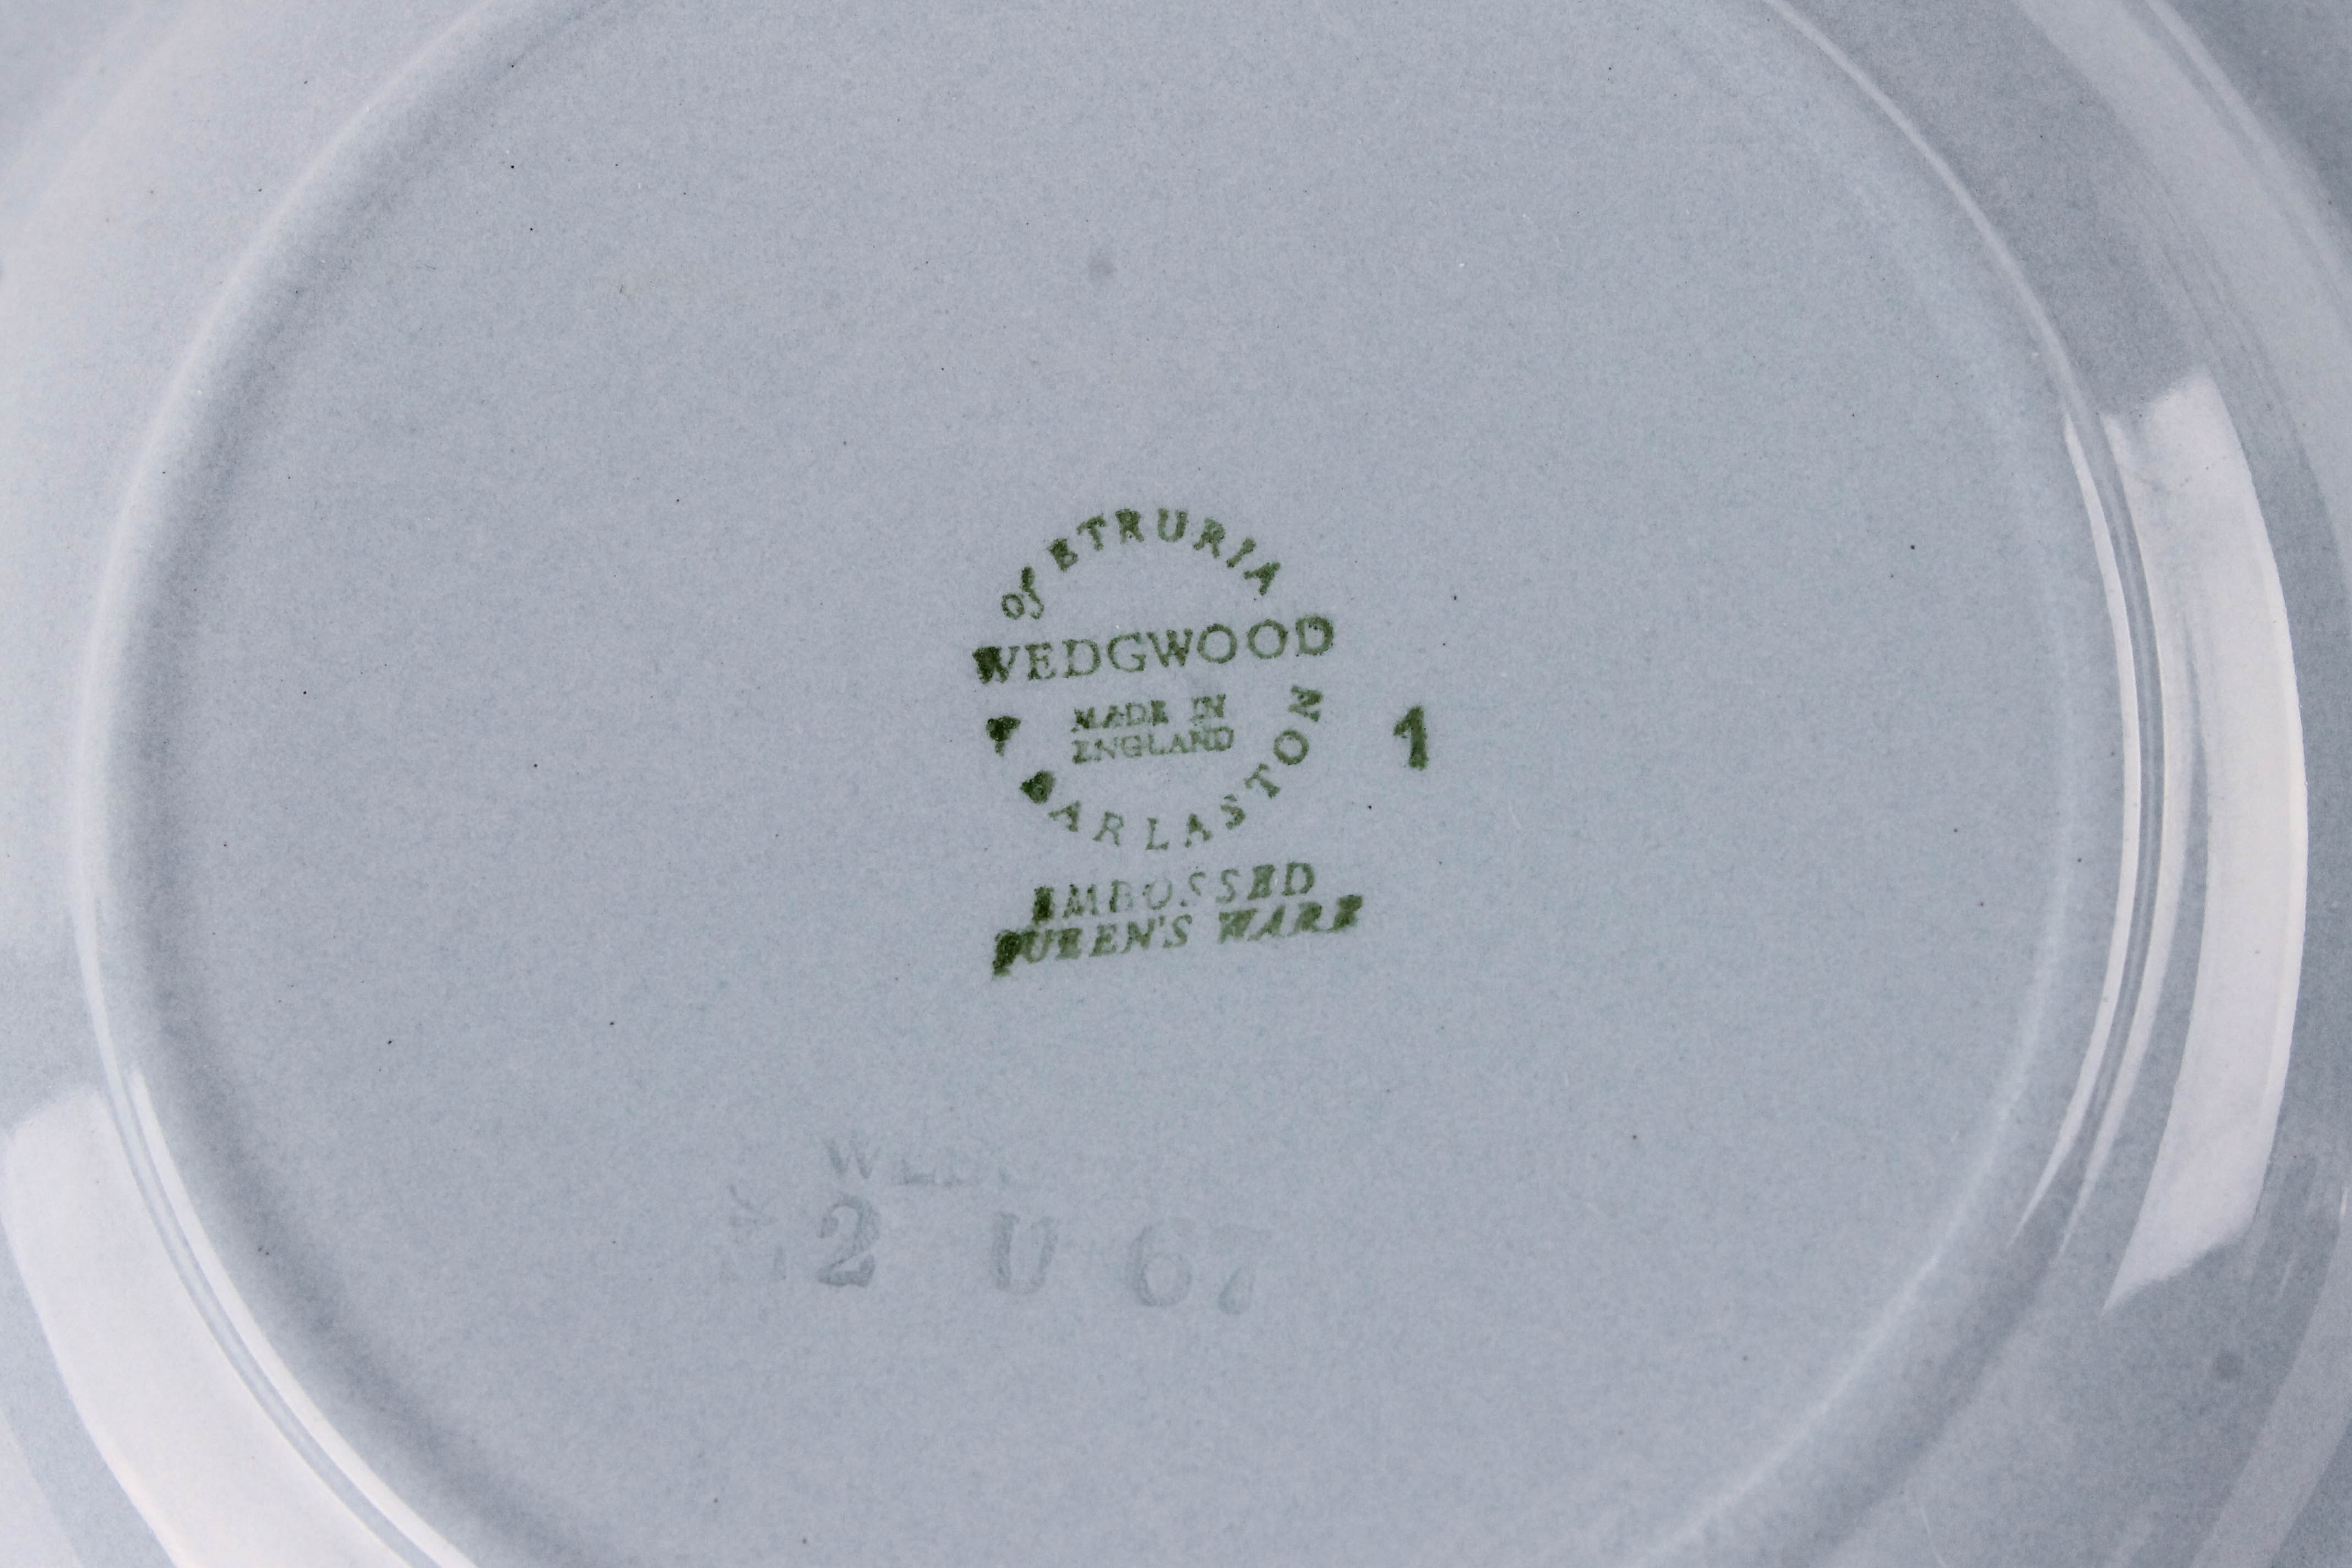 of ETRURIA
WEDGWOOD
MADE IN
ENGLAND
& BARLASTON
1
EMBOSSED
QUEEN'S WARE
2 U 67